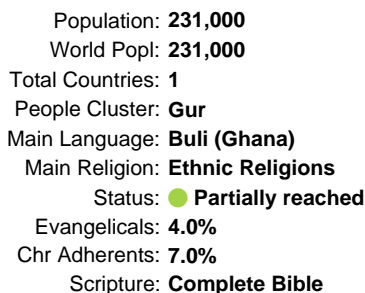 Population: 231,000
World Popl: 231,000
Total Countries: 1
People Cluster: Gur
Main Language: Buli (Ghana)
Main Religion: Ethnic Religions
Status: Partially reached
Evangelicals: 4.0%
Chr Adherents: 7.0%
Scripture: Complete Bible